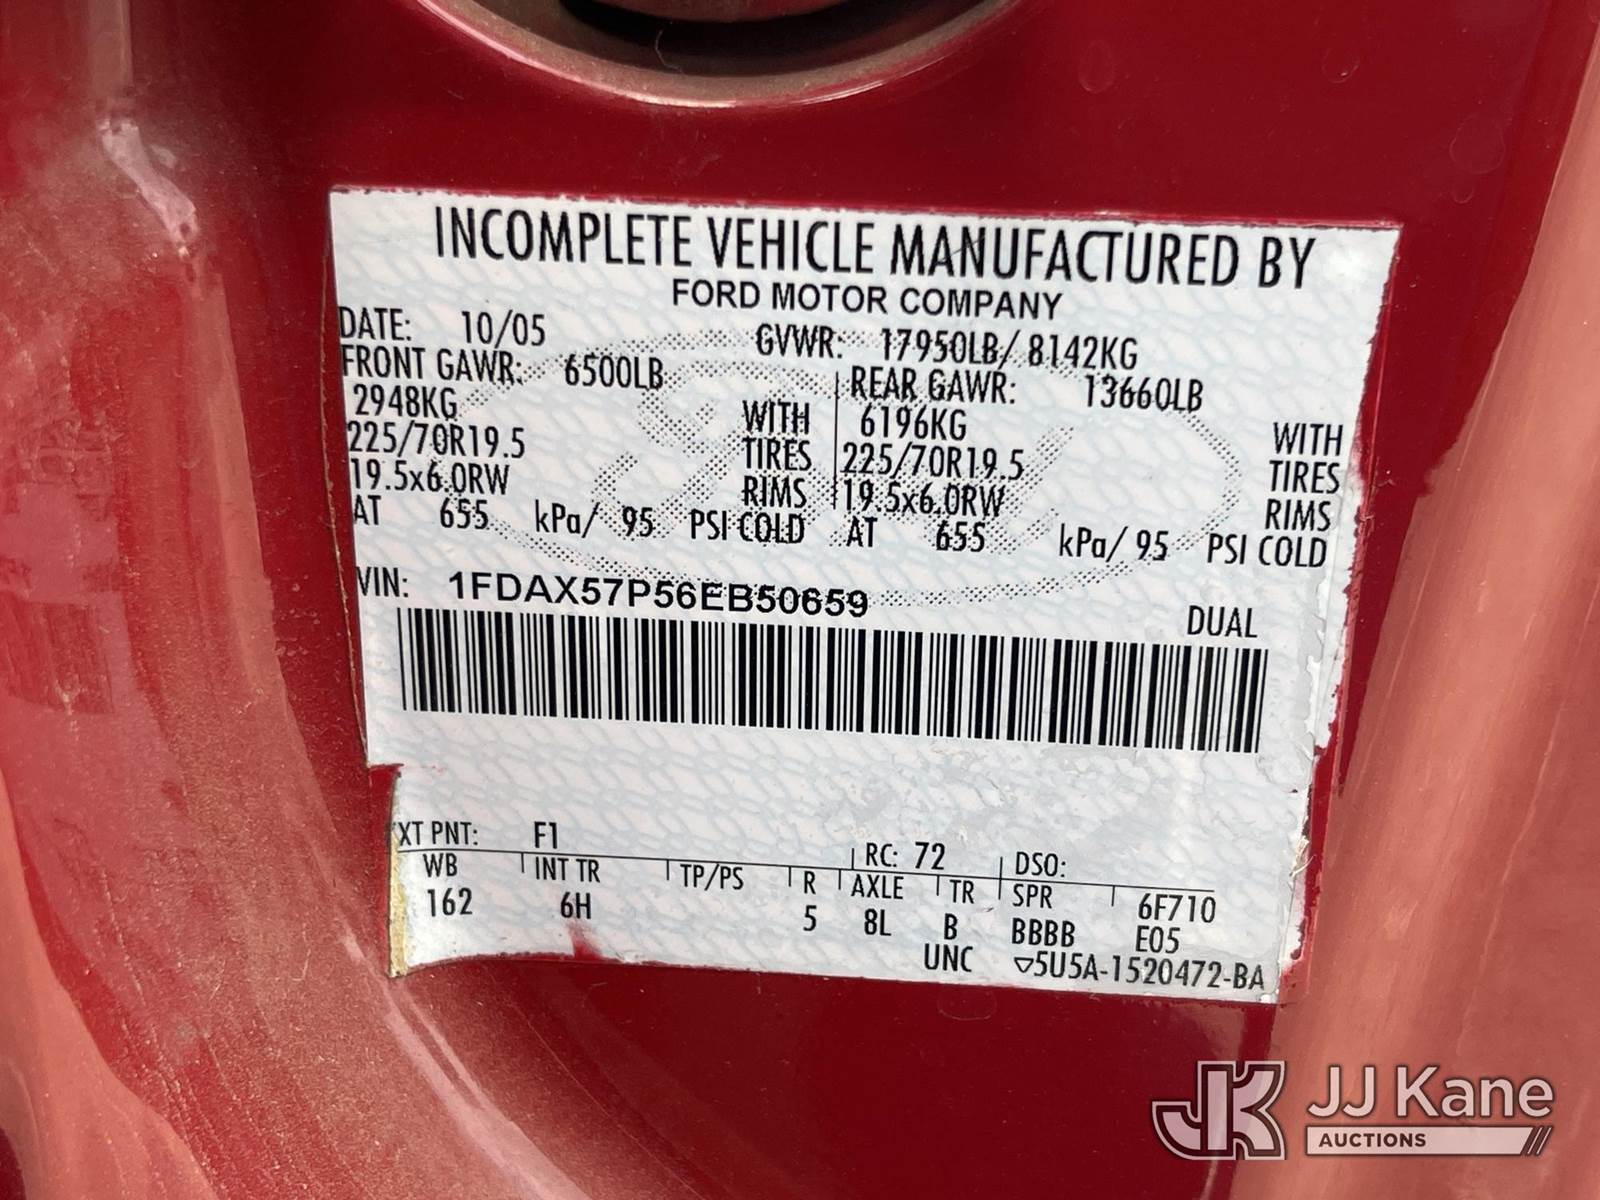 INCOMPLETE VEHICLE MANUFACTURED BY
FORD MOTOR COMPANY
DATE: 10/05 GVWR: 17950LB/ 8142KG
FRONT GAWR: 6500LB REAR GAWR: 13660LB
2948KG WITH 6196KG WITH
225/70R19.5 TIRES 225/70R19.5 TIRES
19.5x6.0RW RIMS 19.5x6.0RW RIMS
AT 655 kPa/ 95 PSI COLD AT 655 kPa/ 95 PSI COLD
VIN: 1FDAX57P56EB50659
DUAL
XT PNT: F1 RC: 72 DSO:
WB INT TR TP/PS R AXLE TR SPR 6F710
162 6H 5 8L B BBBB E05
UNC ▽5U5A-1520472-BA
JK JJ Kane
AUCTIONS